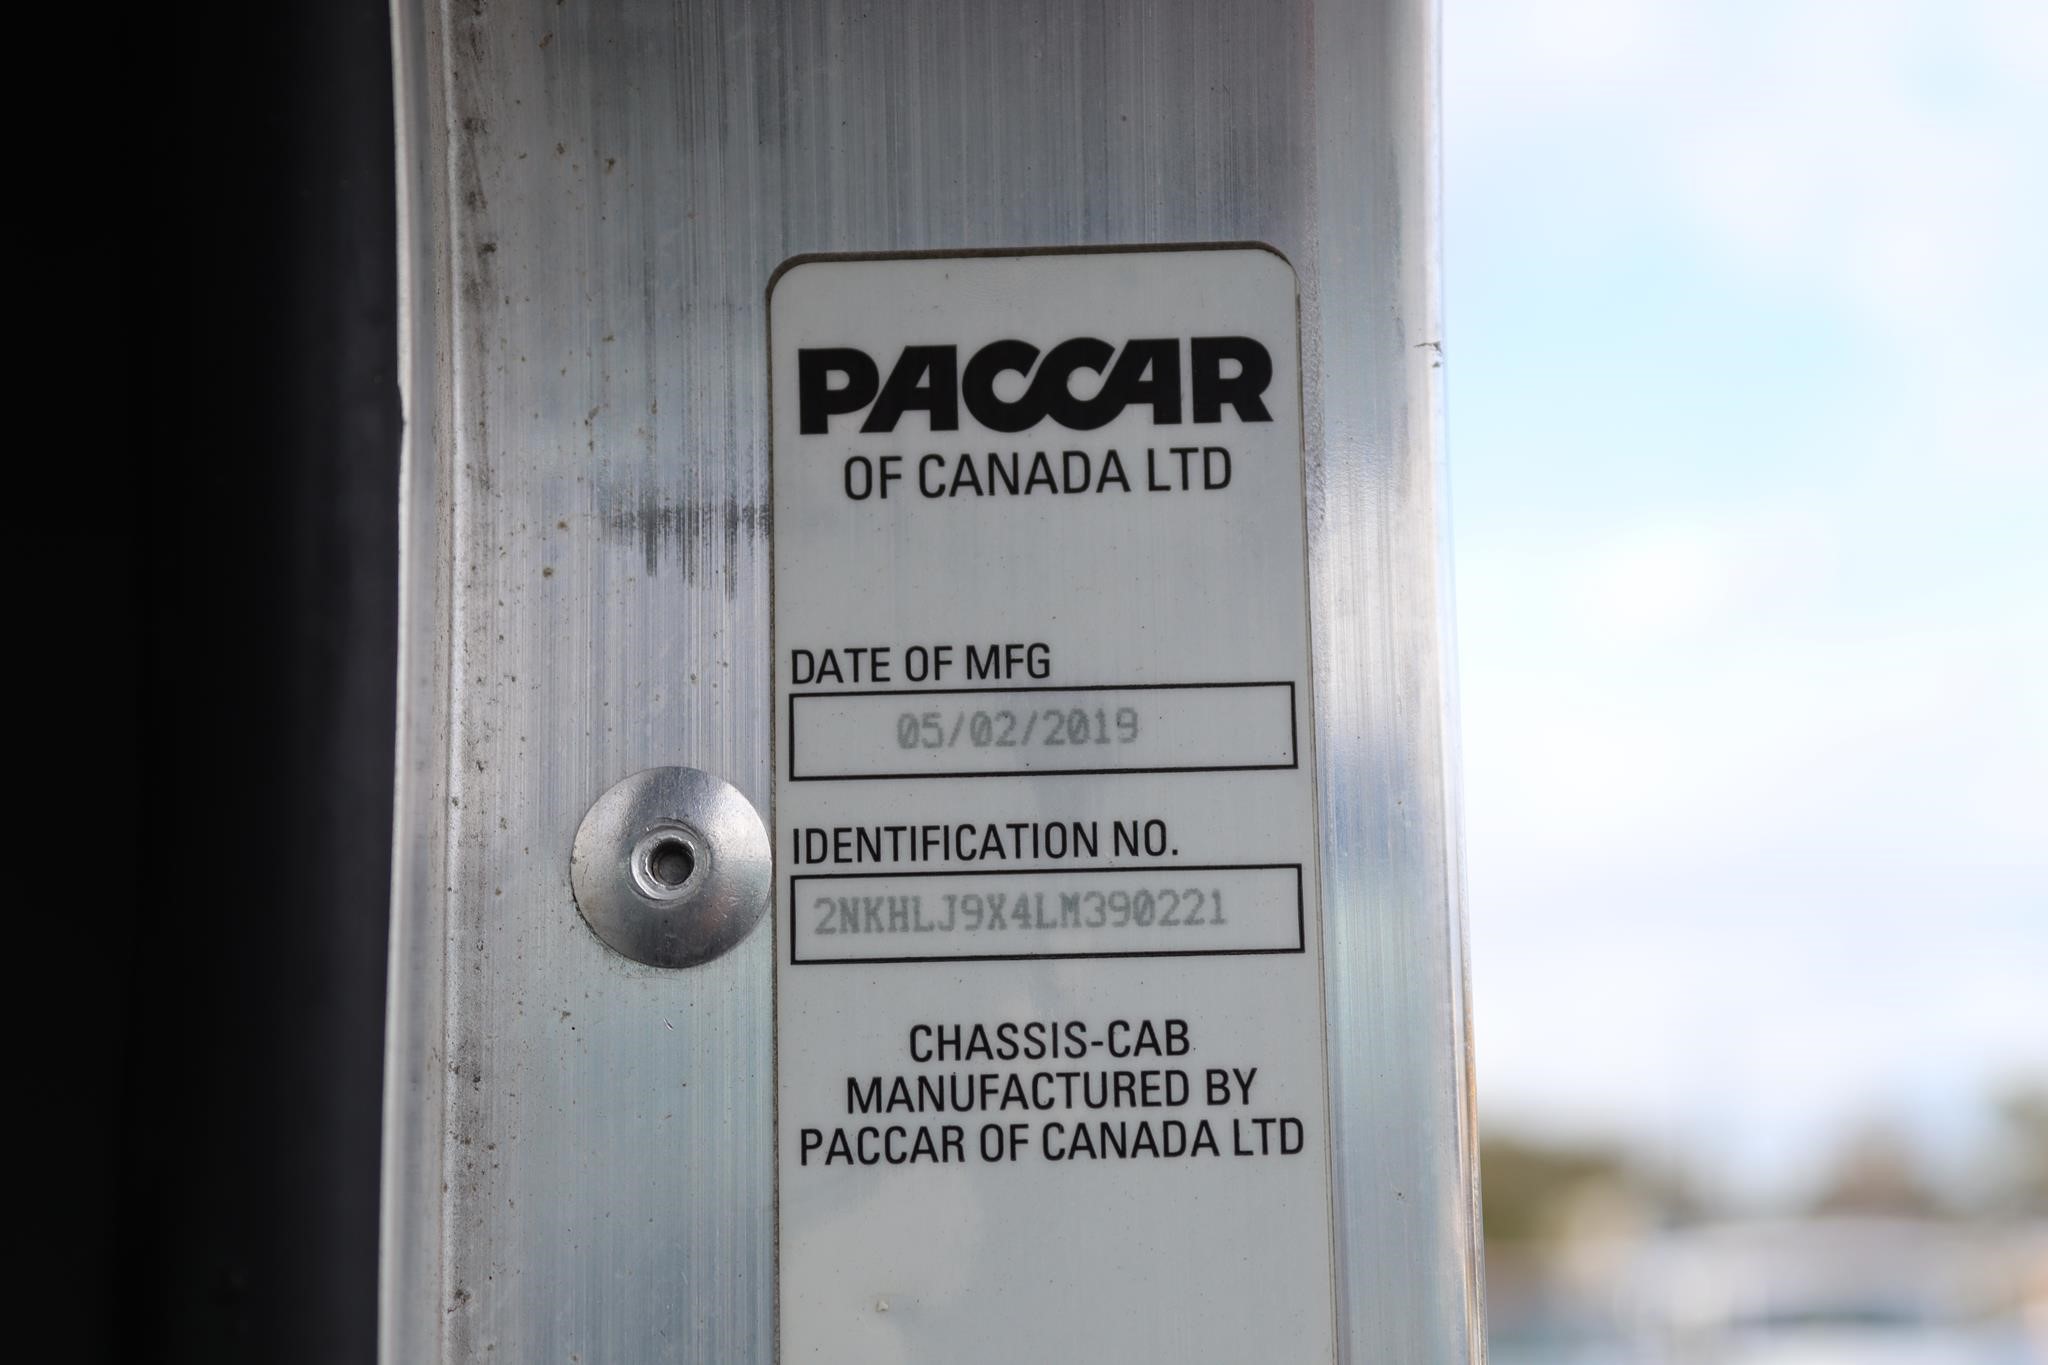 PACCAR
OF CANADA LTD
DATE OF MFG
05/02/2019
IDENTIFICATION NO.
2NKHLJ9X4LM390221
CHASSIS-CAB
MANUFACTURED BY
PACCAR OF CANADA LTD